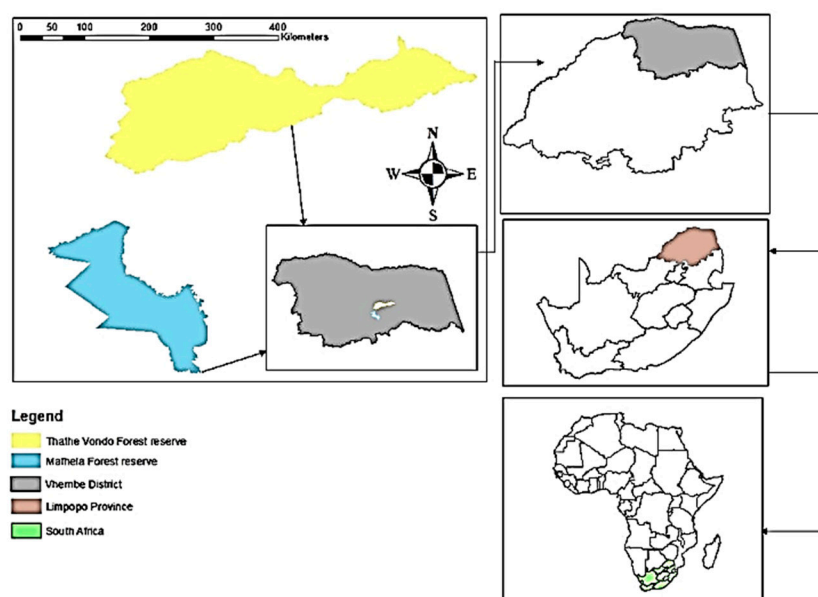 0 50 100 200 300 400
Kilometers
N
W E
S
Legend
Thathe Vondo Forest reserve
Mafhela Forest reserve
Vhembe District
Limpopo Province
South Africa